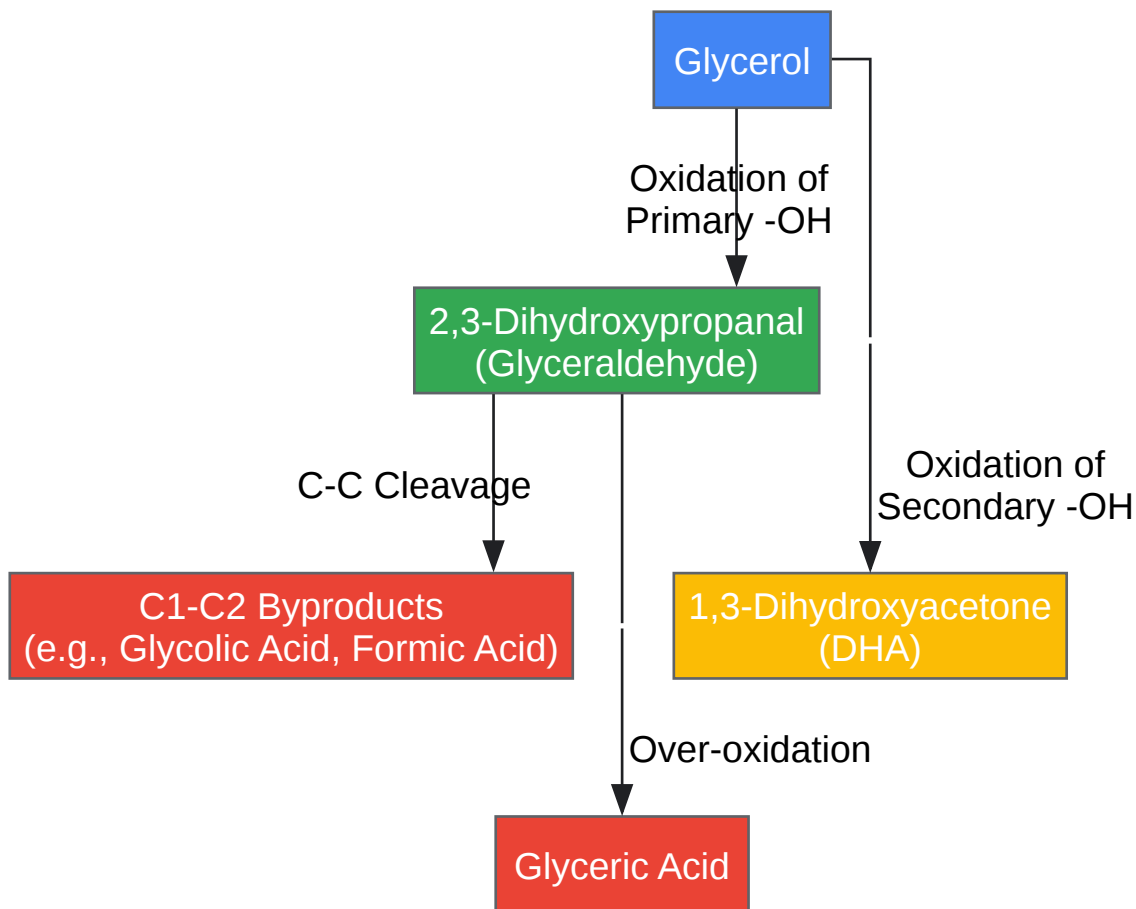 Glycerol
Oxidation of
Primary -OH
2,3-Dihydroxypropanal
(Glyceraldehyde)
C-C Cleavage
Oxidation of
Secondary -OH
C1-C2 Byproducts
(e.g., Glycolic Acid, Formic Acid)
1,3-Dihydroxyacetone
(DHA)
Over-oxidation
Glyceric Acid